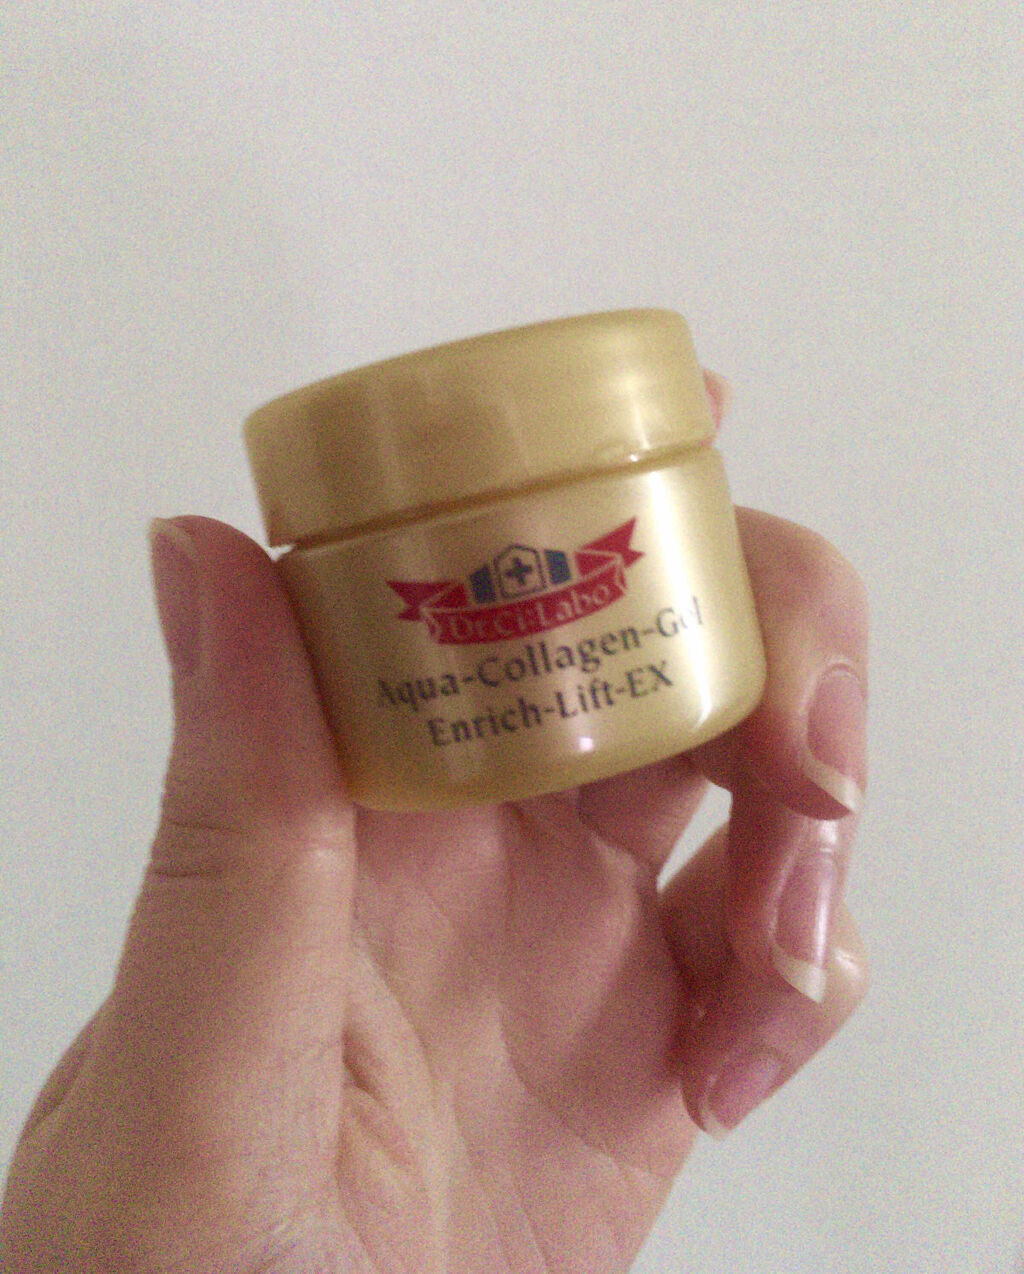 Dr.Ci:Labo
Aqua-Collagen-Gel
Enrich-Lift-EX